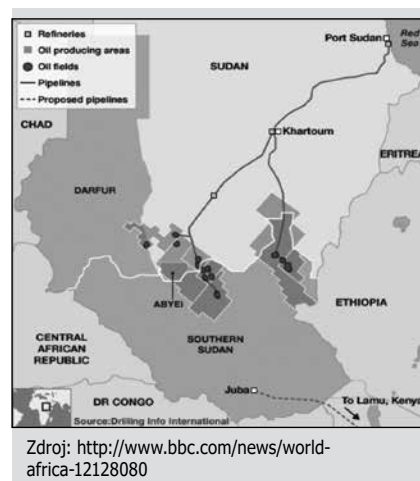 Refineries
Oil producing areas
Oil fields
Pipelines
Proposed pipelines
Port Sudan
Red
Sea
SUDAN
CHAD
Khartoum
ERITREA
DARFUR
ABYEI
ETHIOPIA
CENTRAL
AFRICAN
REPUBLIC
SOUTHERN
SUDAN
Juba
DR CONGO
To Lamu, Kenya
Source:Drilling Info International
Zdroj: http://www.bbc.com/news/world-
africa-12128080